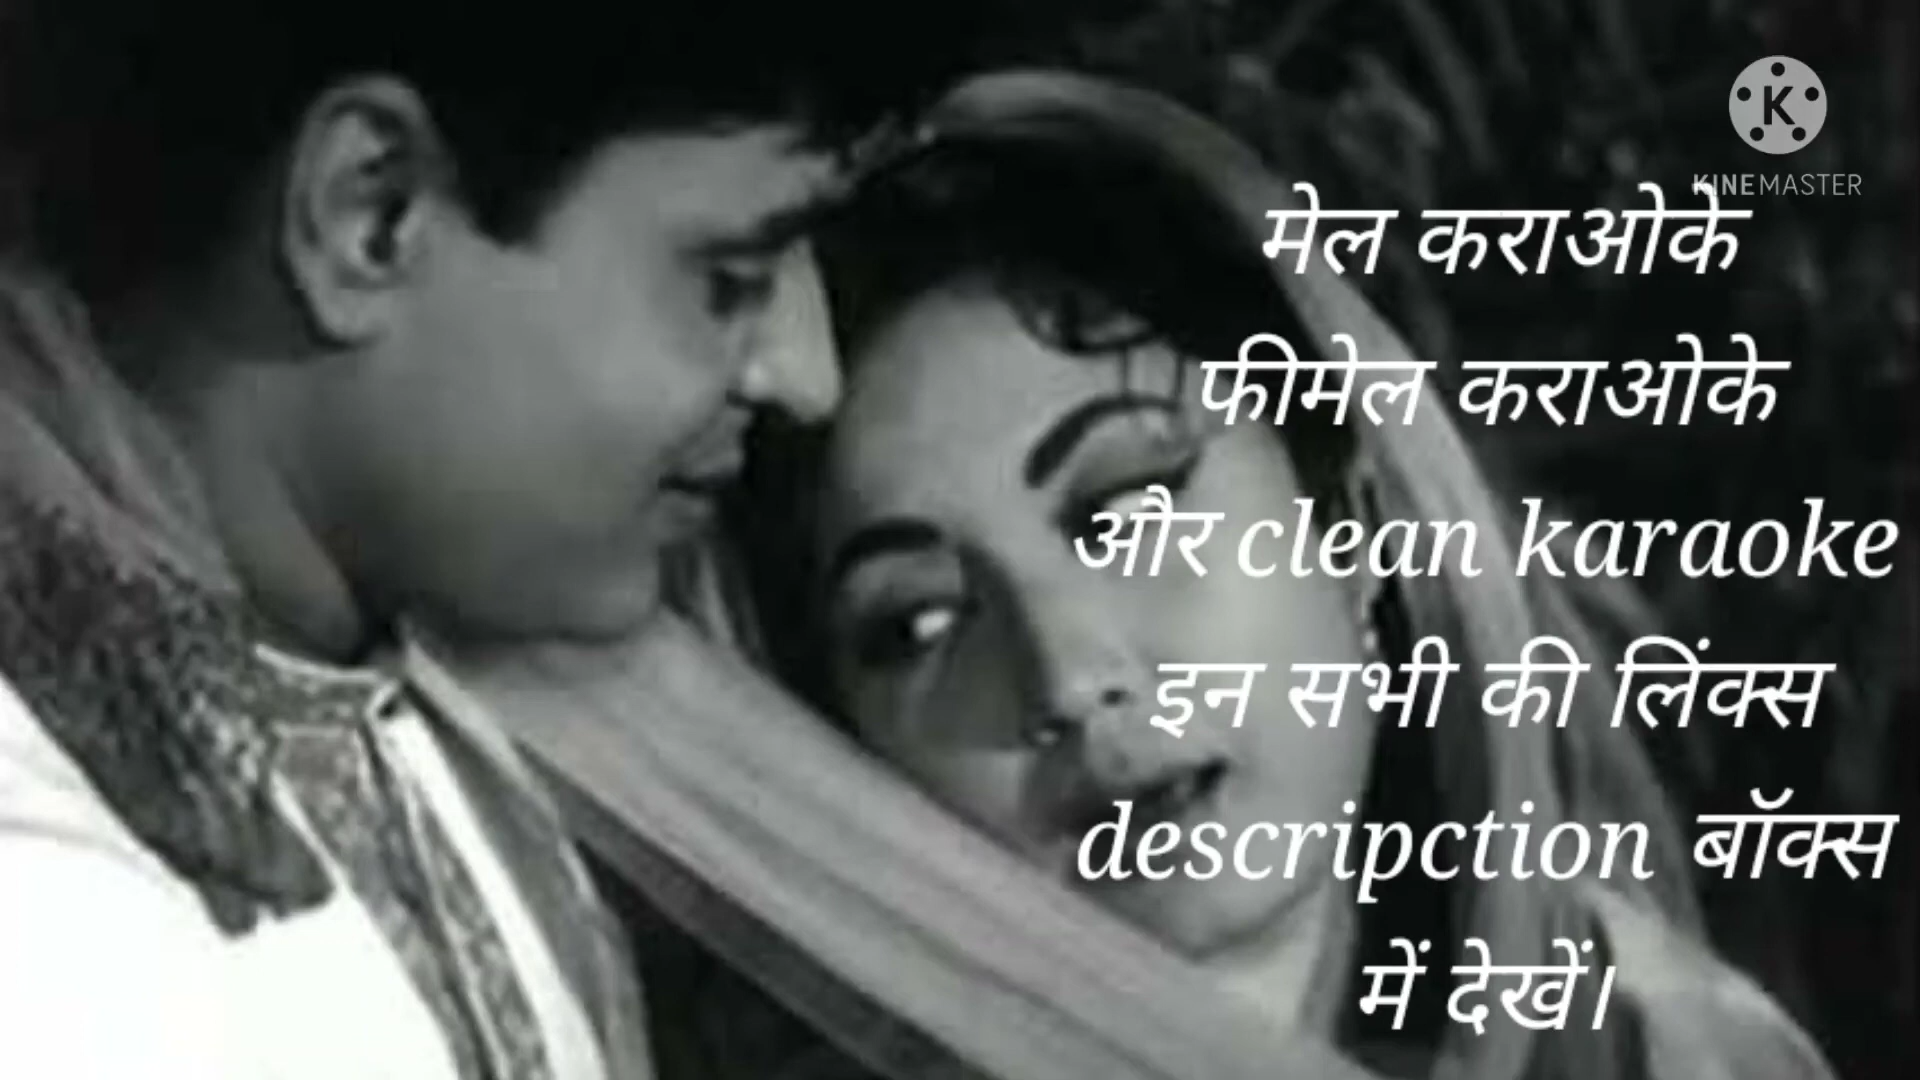 KINEMASTER
मेल कराओके
फीमेल कराओके
और clean karaoke
इन सभी की लिंक्स
descripction बॉक्स
में देखें।